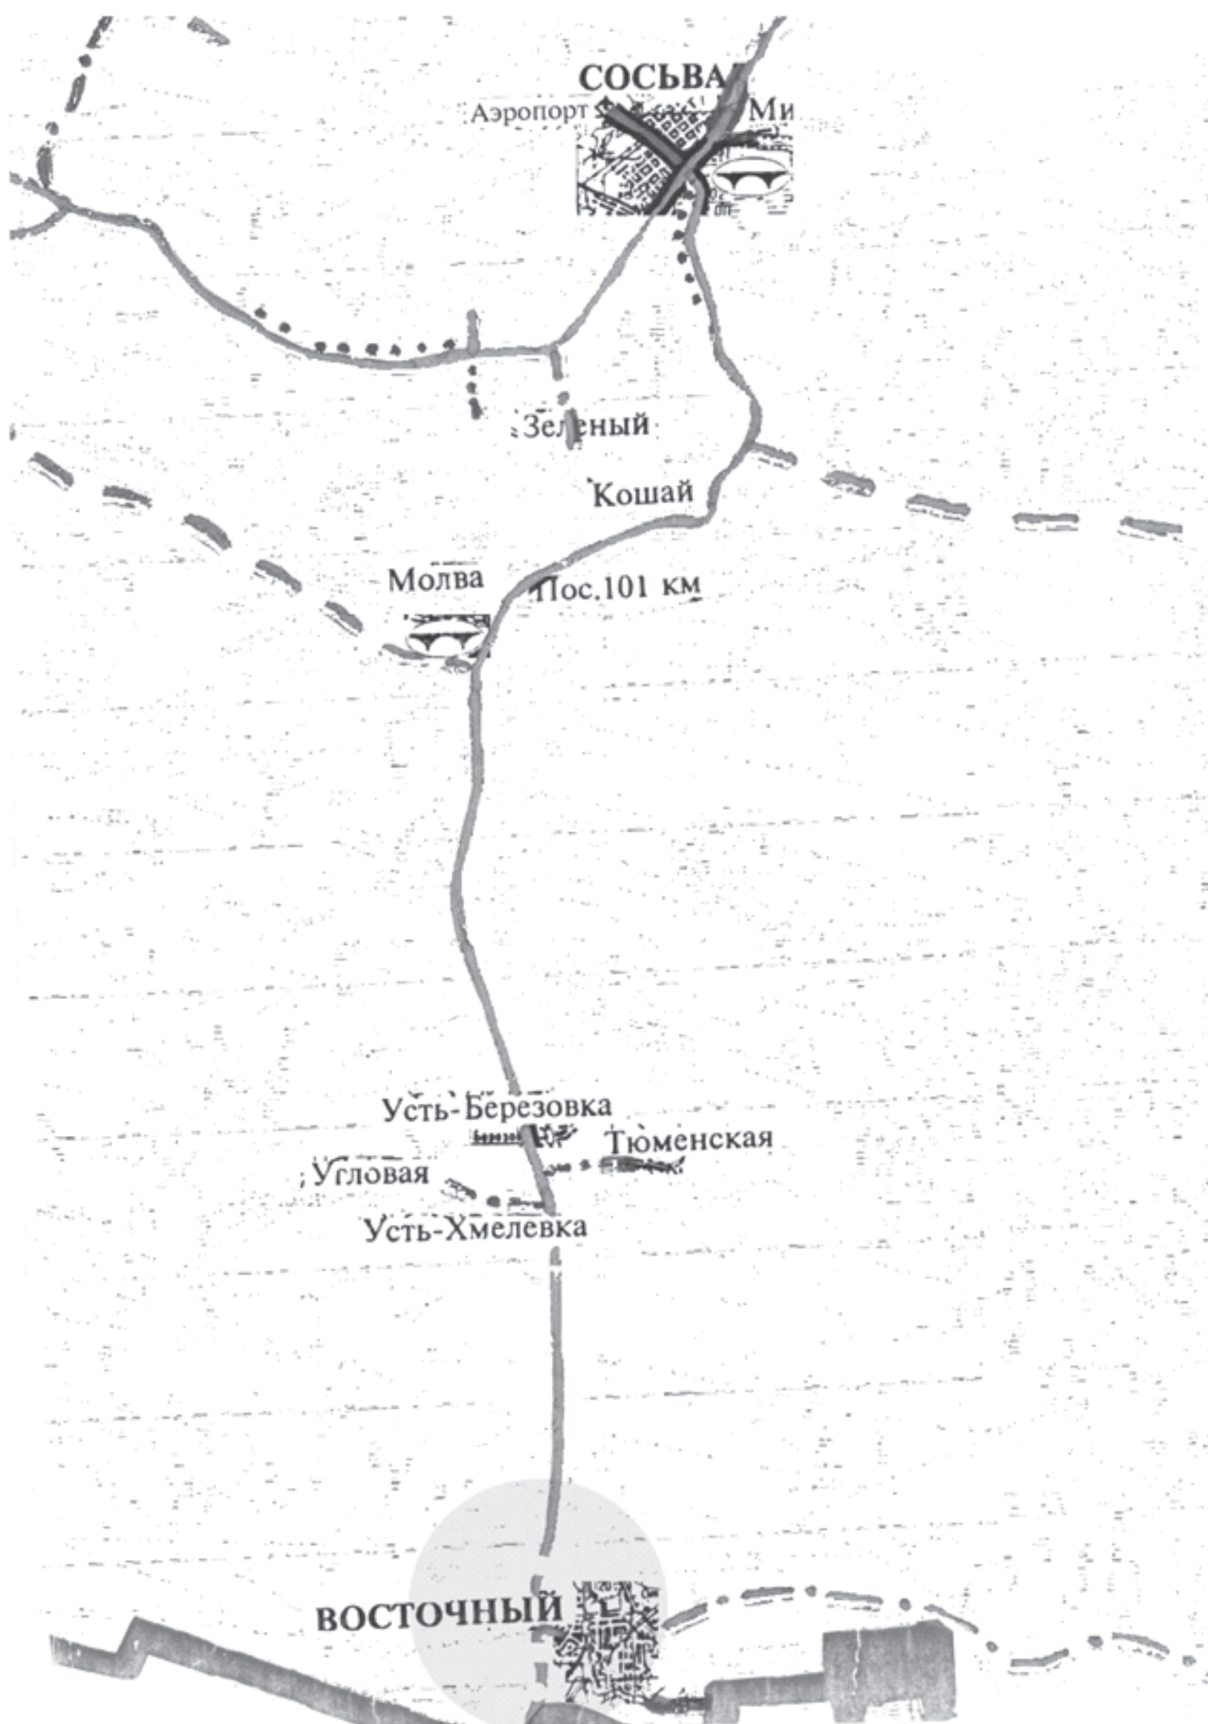 СОСЬВА
Аэропорт
Ми
Зеленый
Кошай
Молва
Пос.101 км
Усть-Березовка
Тюменская
Угловая
Усть-Хмелевка
ВОСТОЧНЫЙ